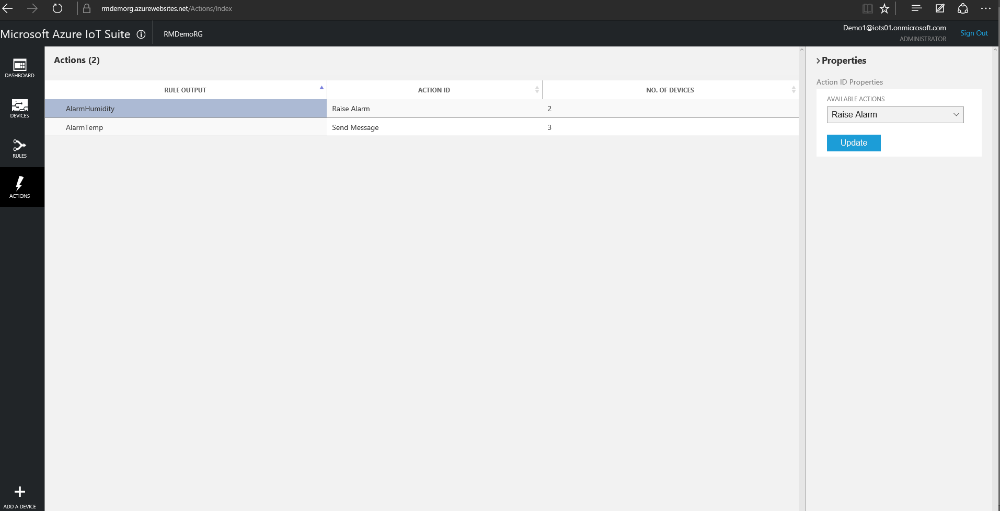 rmdemorg.azurewebsites.net/Actions/Index
Microsoft Azure IoT Suite
RMDemoRG
Demo1@iots01.onmicrosoft.com
ADMINISTRATOR
Sign Out
DASHBOARD
DEVICES
RULES
ACTIONS
ADD A DEVICE
Actions (2)
RULE OUTPUT ACTION ID NO. OF DEVICES
AlarmHumidity Raise Alarm 2
AlarmTemp Send Message 3
Properties
Action ID Properties
AVAILABLE ACTIONS
Raise Alarm
Update